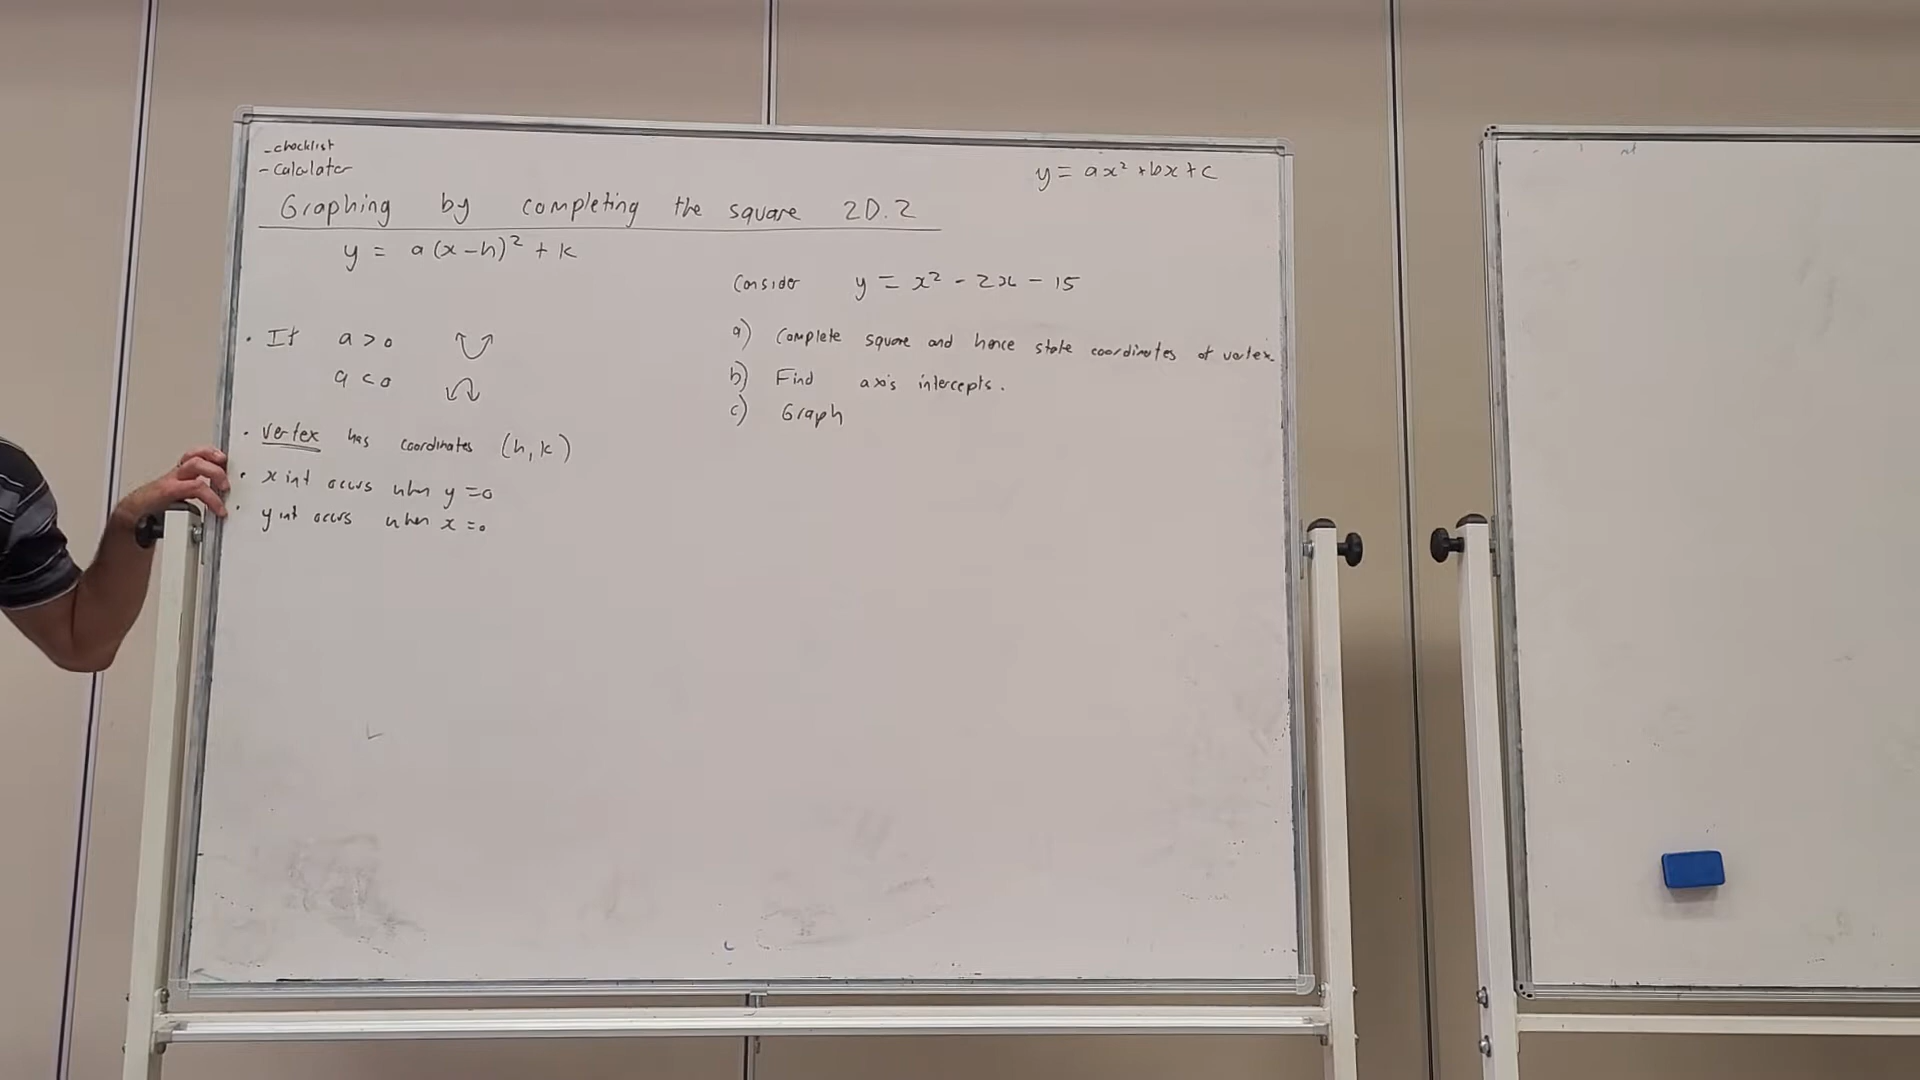 -checklist
-Calculator
y = ax² + bx + c
Graphing by completing the square 2D.2
y = a(x-h)² + k
Consider y = x² - 2x - 15
• If a > 0
a < 0
• Vertex has coordinates (h, k)
• x int occurs when y = 0
• y int occurs when x = 0
a) Complete square and hence state coordinates of vertex.
b) Find axis intercepts.
c) Graph